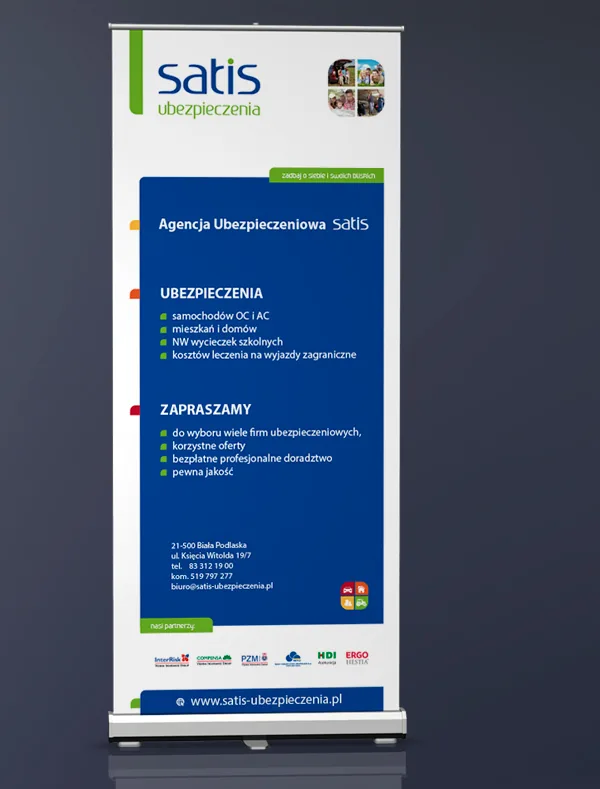 satis
ubezpieczenia
zadbaj o siebie i swoich bliskich
Agencja Ubezpieczeniowa satis
UBEZPIECZENIA
samochodów OC i AC
mieszkań i domów
NW wycieczek szkolnych
kosztów leczenia na wyjazdy zagraniczne
ZAPRASZAMY
do wyboru wiele firm ubezpieczeniowych,
korzystne oferty
bezpłatne profesjonalne doradztwo
pewna jakość
21-500 Biała Podlaska
ul. Księcia Witolda 19/7
tel. 83 312 19 00
kom. 519 797 277
biuro@satis-ubezpieczenia.pl
nasi partnerzy:
InterRisk COMPENSA PZM HDI ERGO
Asekuracja HESTIA
www.satis-ubezpieczenia.pl